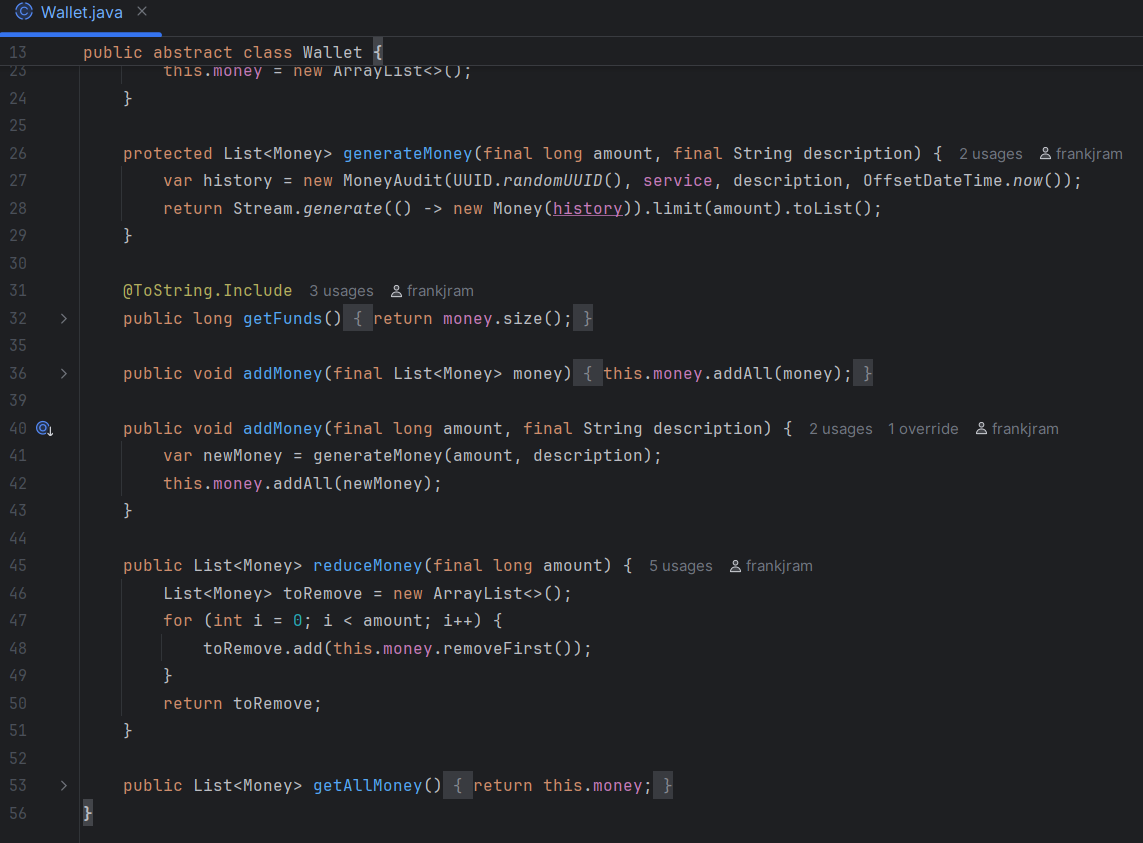 Wallet.java
13 public abstract class Wallet {
23 this.money = new ArrayList<>();
24 }
25
26 protected List<Money> generateMoney(final long amount, final String description) { 2 usages frankjram
27 var history = new MoneyAudit(UUID.randomUUID(), service, description, OffsetDateTime.now());
28 return Stream.generate(() -> new Money(history)).limit(amount).toList();
29 }
30
31 @ToString.Include 3 usages frankjram
32 public long getFunds() { return money.size(); }
35
36 public void addMoney(final List<Money> money) { this.money.addAll(money); }
39
40 public void addMoney(final long amount, final String description) { 2 usages 1 override frankjram
41 var newMoney = generateMoney(amount, description);
42 this.money.addAll(newMoney);
43 }
44
45 public List<Money> reduceMoney(final long amount) { 5 usages frankjram
46 List<Money> toRemove = new ArrayList<>();
47 for (int i = 0; i < amount; i++) {
48 toRemove.add(this.money.removeFirst());
49 }
50 return toRemove;
51 }
52
53 public List<Money> getAllMoney() { return this.money; }
56 }